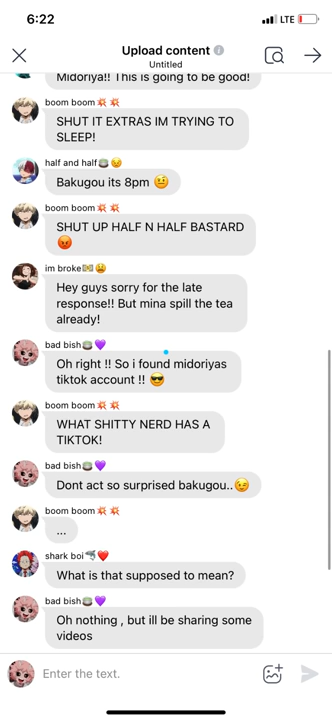 6:22
LTE
Upload content
Untitled
Midoriya!! This is going to be good!
boom boom💥💥
SHUT IT EXTRAS IM TRYING TO
SLEEP!
half and half🍚😣
Bakugou its 8pm 🤨
boom boom💥💥
SHUT UP HALF N HALF BASTARD
😡
im broke💵😫
Hey guys sorry for the late
response!! But mina spill the tea
already!
bad bish🍚💜
Oh right !! So i found midoriyas
tiktok account !! 😎
boom boom💥💥
WHAT SHITTY NERD HAS A
TIKTOK!
bad bish🍚💜
Dont act so surprised bakugou..😉
boom boom💥💥
...
shark boi🦈❤️
What is that supposed to mean?
bad bish🍚💜
Oh nothing , but ill be sharing some
videos
Enter the text.